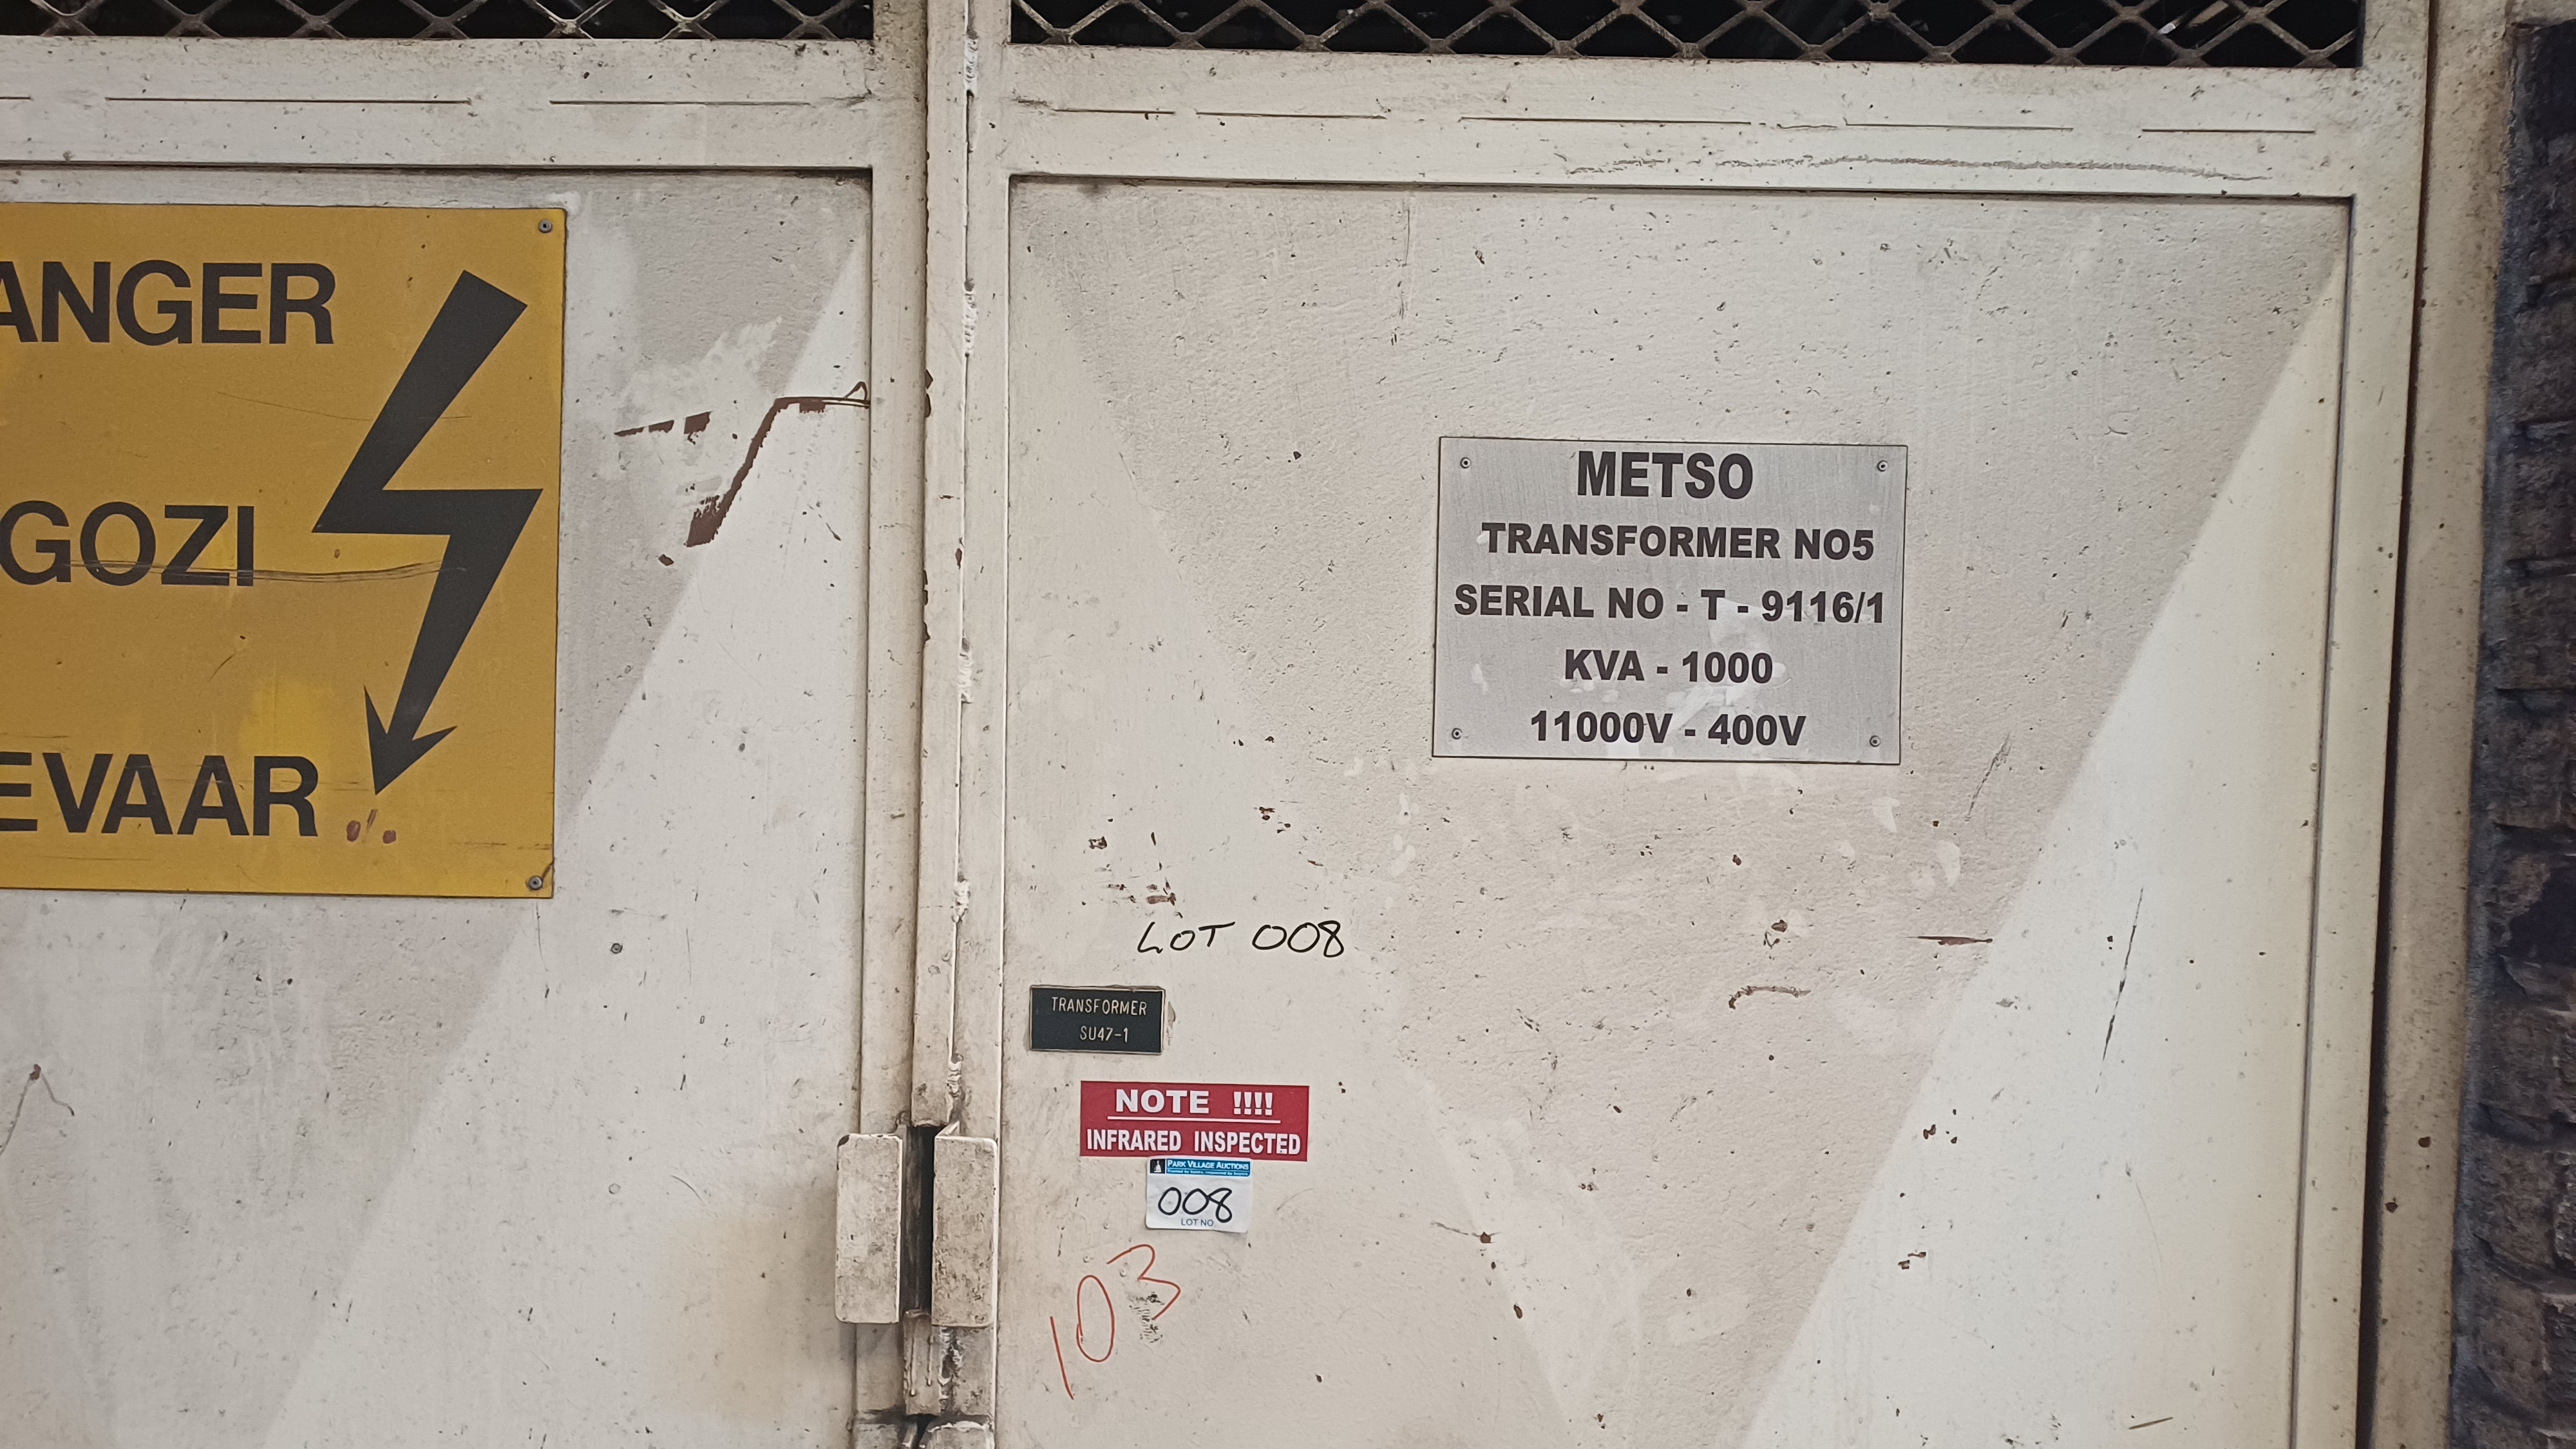 ANGER
GOZI
EVAAR
METSO
TRANSFORMER NO5
SERIAL NO - T - 9116/1
KVA - 1000
11000V - 400V
LOT 008
TRANSFORMER
SU47-1
NOTE !!!!
INFRARED INSPECTED
PARK VILLAGE AUCTIONS
008
LOT NO.
103